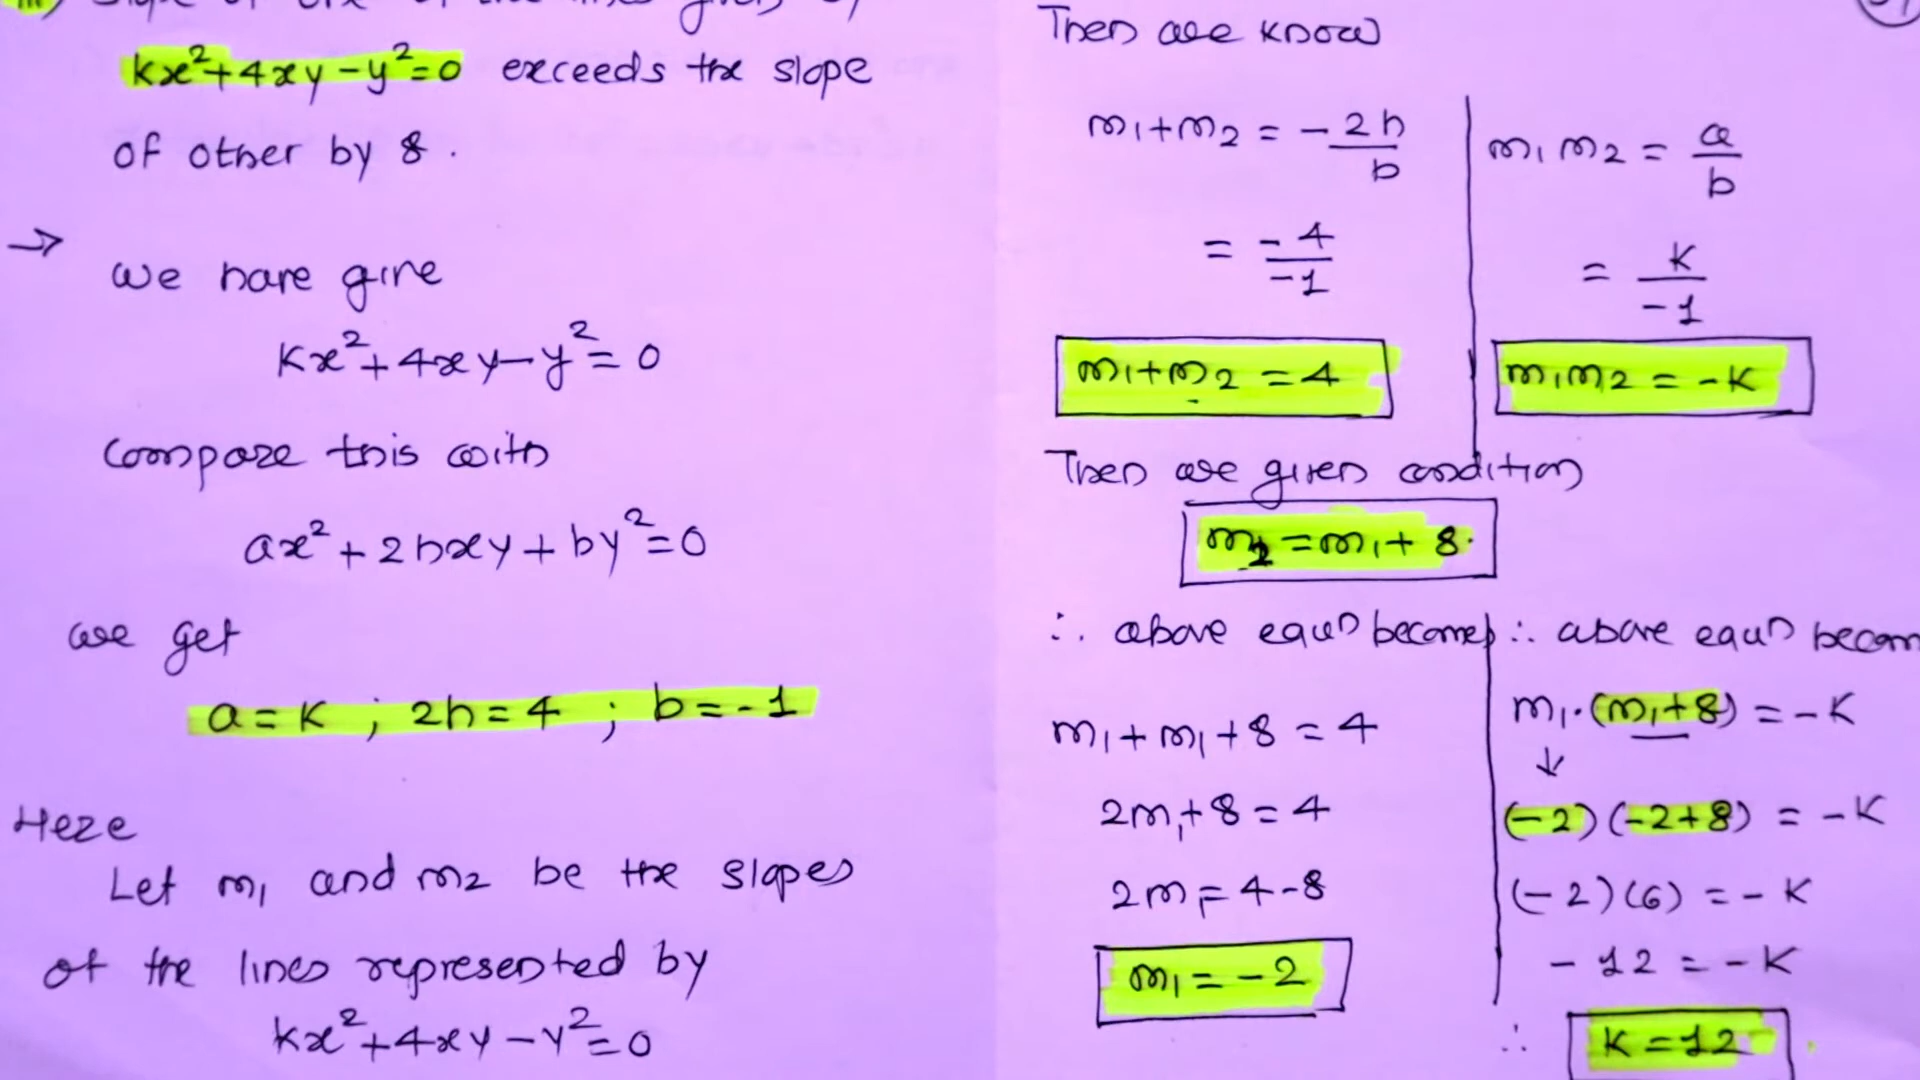 kx²+4xy-y²=0 exceeds the slope
of other by 8.
→ we have give
kx²+4xy-y²=0
compare this with
ax²+2hxy+by²=0
we get
a=k ; 2h=4 ; b=-1
Here
Let m₁ and m₂ be the slopes
of the lines represented by
kx²+4xy-y²=0
Then we know
m₁+m₂ = -2h/b
= -4/-1
m₁+m₂ = 4
m₁m₂ = a/b
= k/-1
m₁m₂ = -k
Then we given condition
m₂ = m₁+8.
∴ above equn becomes
m₁+m₁+8 = 4
2m₁+8 = 4
2m₁ = 4-8
m₁ = -2
∴ above equn becom
m₁.(m₁+8) = -k
↓
(-2)(-2+8) = -k
(-2)(6) = -k
-12 = -k
∴ k=12